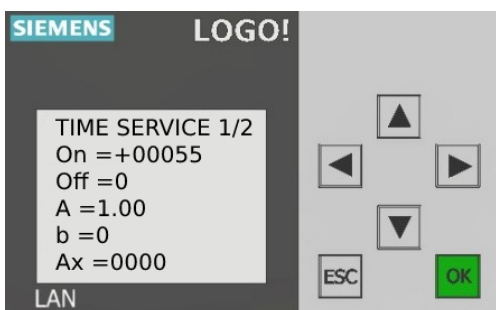 SIEMENS
LOGO!
TIME SERVICE 1/2
On =+00055
Off =0
A =1.00
b =0
Ax =0000
LAN
ESC
OK